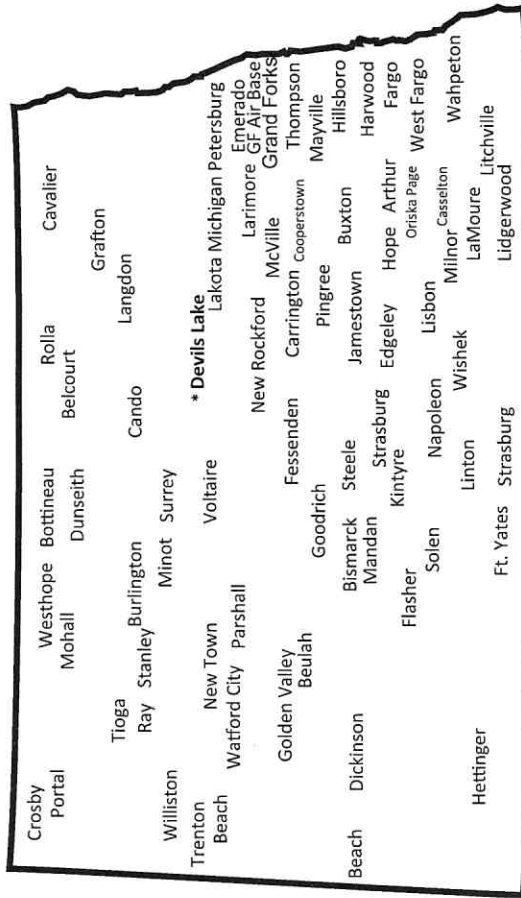 Crosby
Portal
Westhope Bottineau
Mohall
Dunseith
Rolla
Belcourt
Cavalier
Grafton
Langdon
Tioga
Ray Stanley
Burlington
Minot Surrey
Cando
Williston
Trenton
Beach
New Town
Watford City Parshall
Voltaire
* Devils Lake
Lakota Michigan Petersburg
Emerado
Larimore GF Air Base
McVille Grand Forks
New Rockford
Golden Valley
Beulah
Fessenden Carrington
Cooperstown
Thompson
Goodrich
Pingree
Mayville
Beach
Dickinson
Bismarck Steele
Mandan
Jamestown
Buxton
Hillsboro
Harwood
Strasburg
Kintyre
Edgeley
Hope Arthur Fargo
Oriska Page West Fargo
Flasher
Solen
Napoleon
Lisbon
Casselton
Milnor
Wahpeton
Hettinger
Linton
Wishek
LaMoure
Litchville
Ft. Yates Strasburg
Lidgerwood